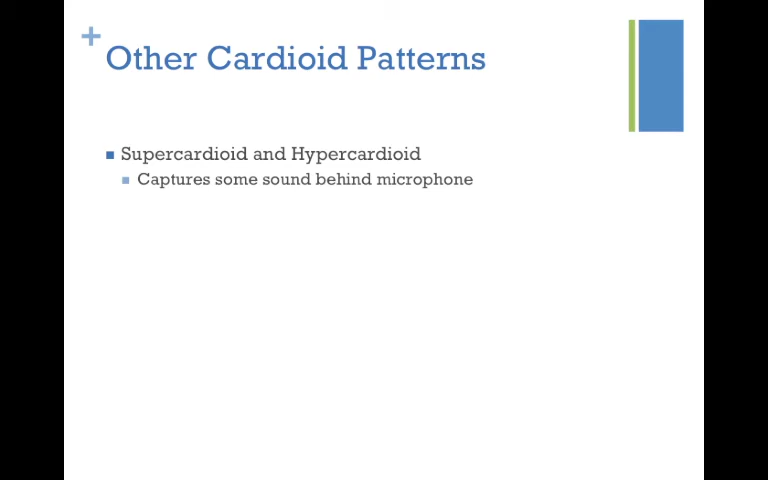 +
Other Cardioid Patterns
Supercardioid and Hypercardioid
Captures some sound behind microphone